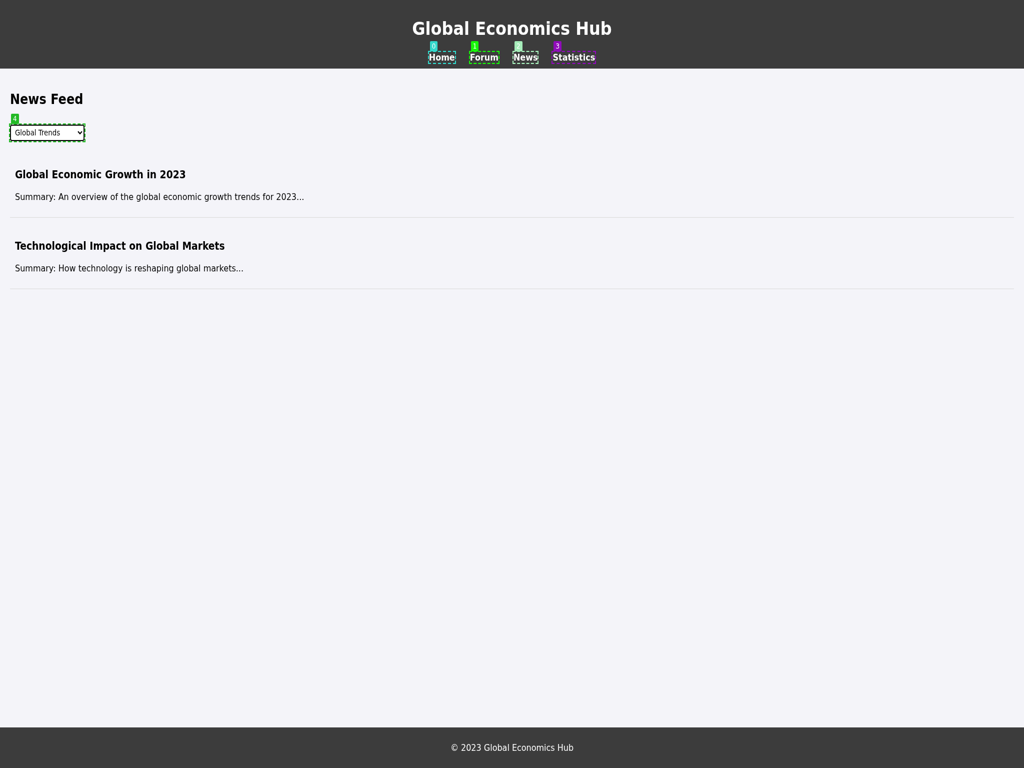 Global Economics Hub
0 1 2 3
Home Forum News Statistics
News Feed
4
Global Trends
Global Economic Growth in 2023
Summary: An overview of the global economic growth trends for 2023...
Technological Impact on Global Markets
Summary: How technology is reshaping global markets...
© 2023 Global Economics Hub